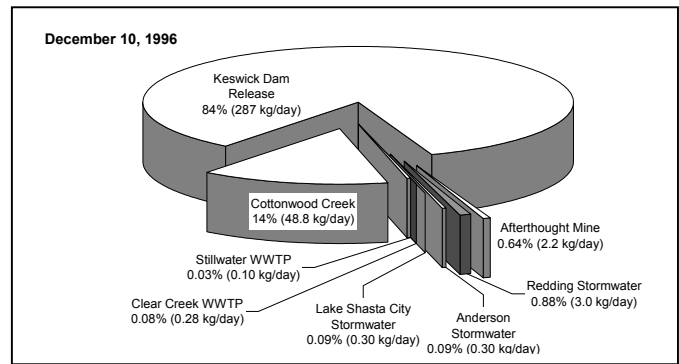 December 10, 1996
Keswick Dam
Release
84% (287 kg/day)
Cottonwood Creek
14% (48.8 kg/day)
Stillwater WWTP
0.03% (0.10 kg/day)
Clear Creek WWTP
0.08% (0.28 kg/day)
Lake Shasta City
Stormwater
0.09% (0.30 kg/day)
Anderson
Stormwater
0.09% (0.30 kg/day)
Redding Stormwater
0.88% (3.0 kg/day)
Afterthought Mine
0.64% (2.2 kg/day)